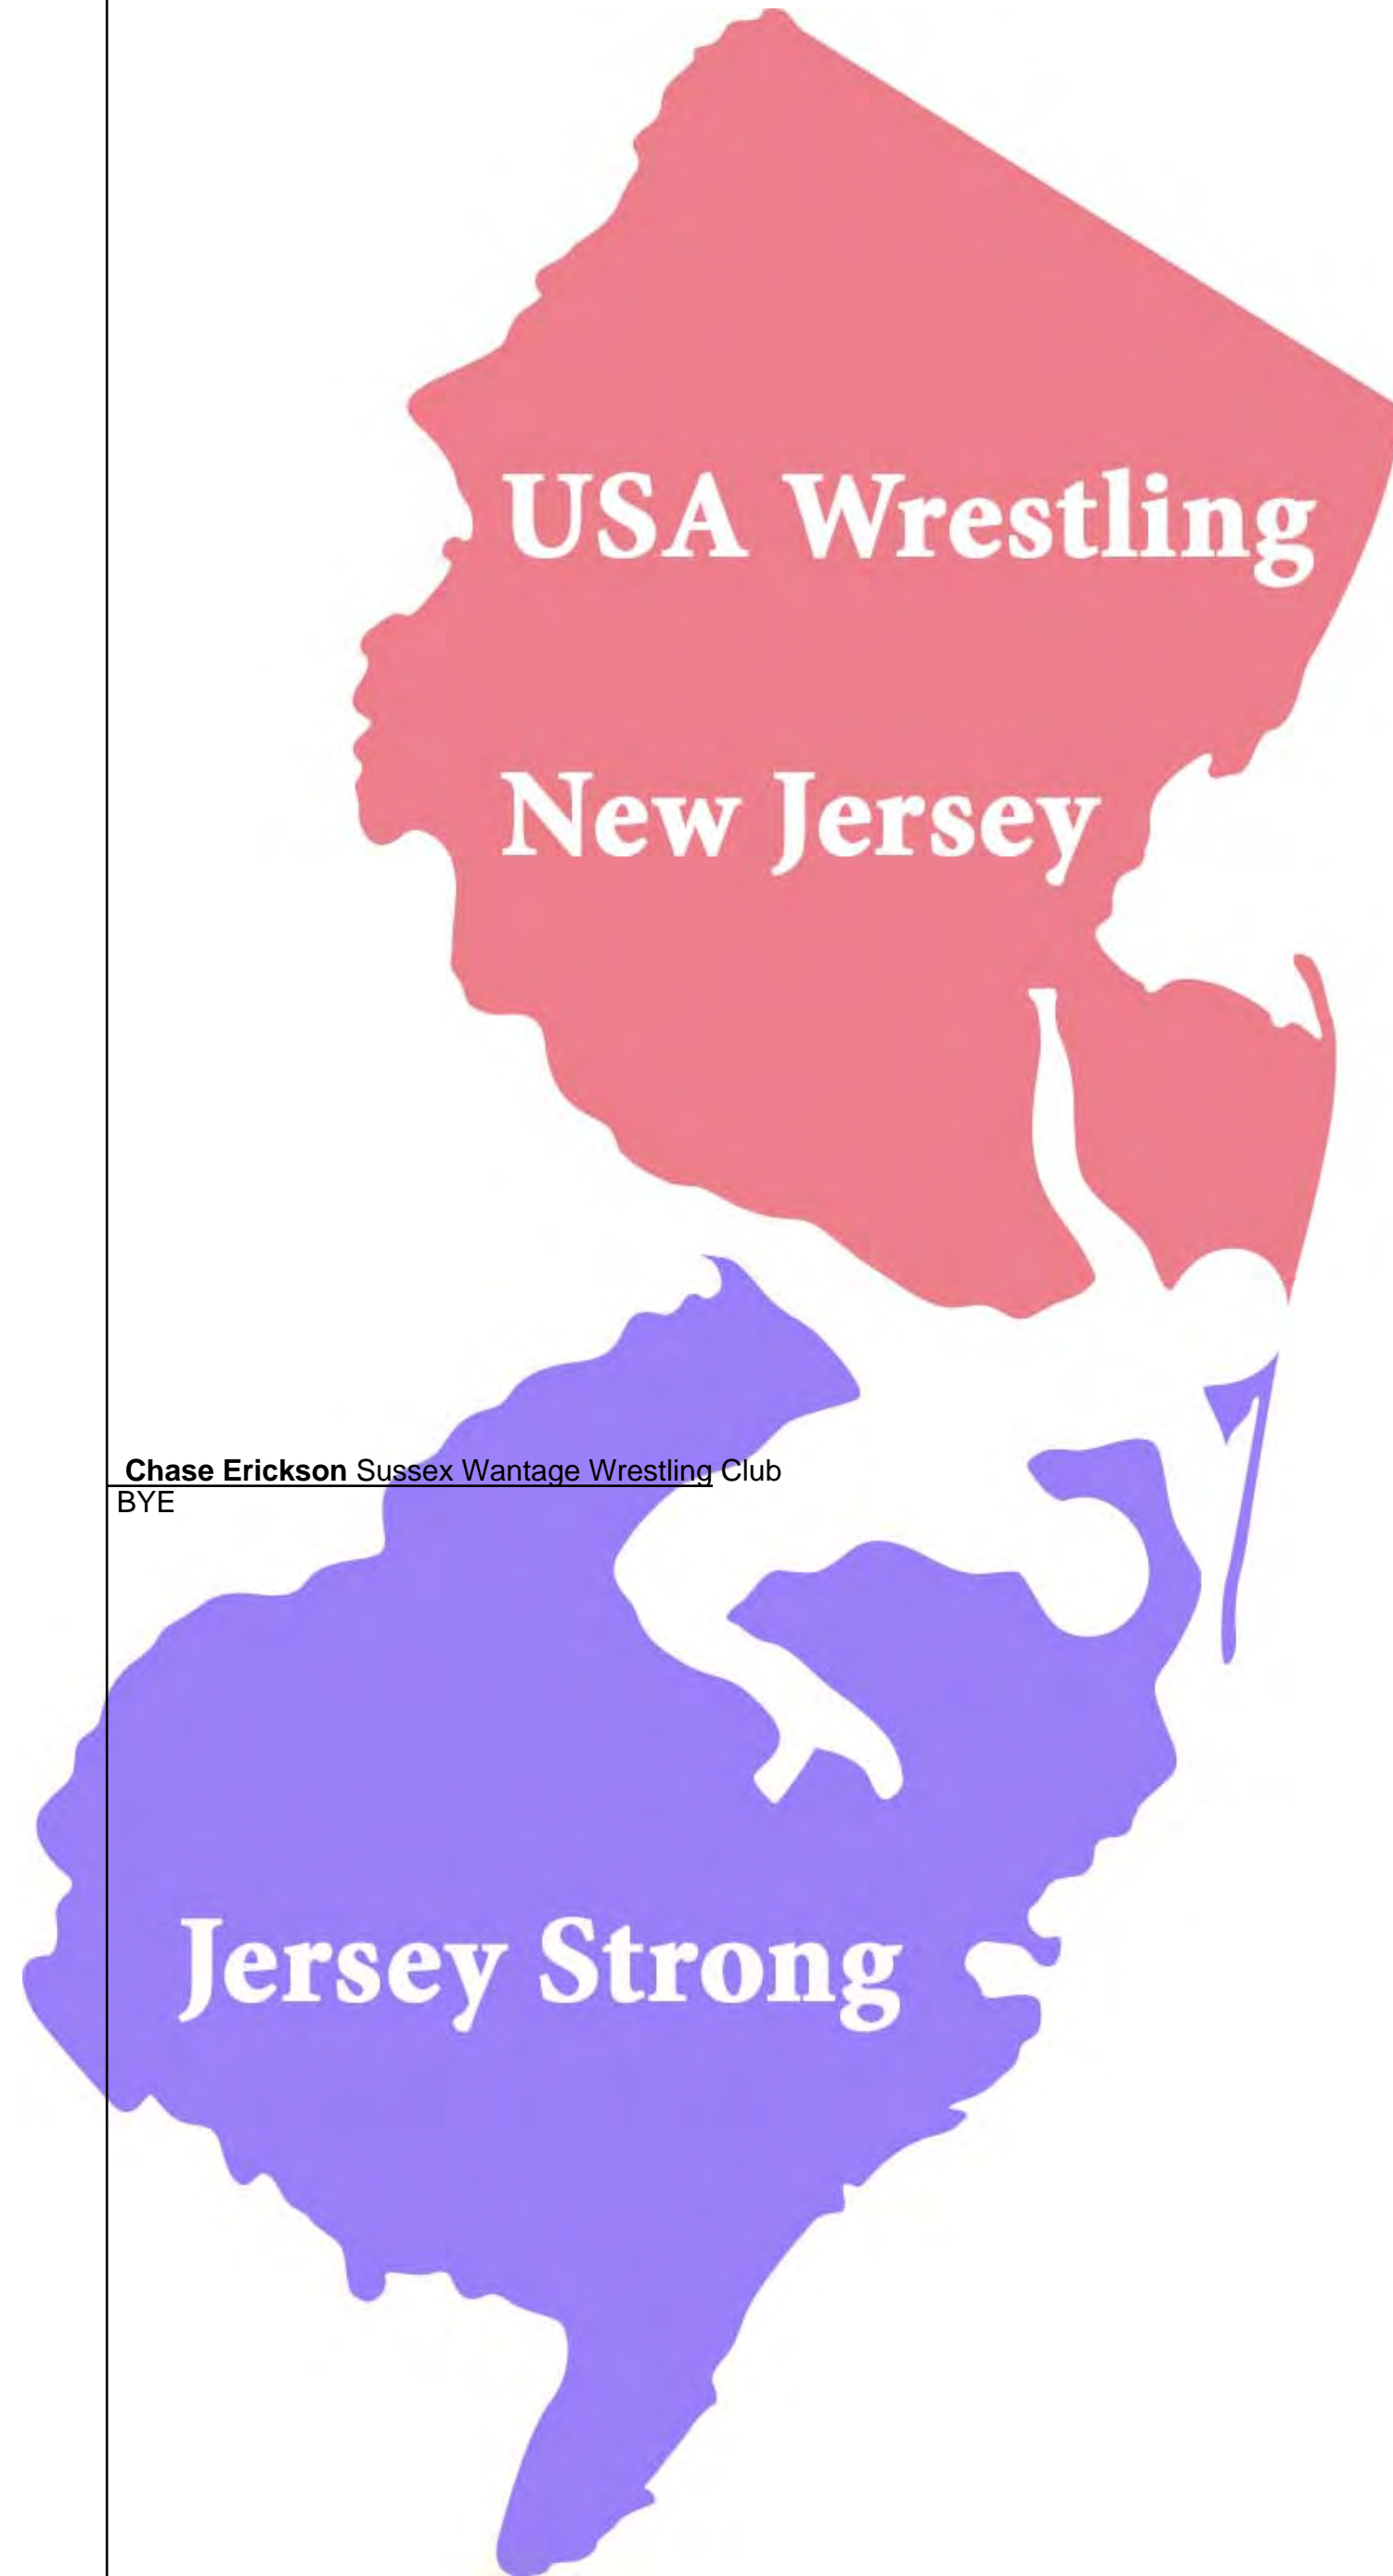 USA Wrestling
New Jersey
Chase Erickson Sussex Wantage Wrestling Club
BYE
Jersey Strong